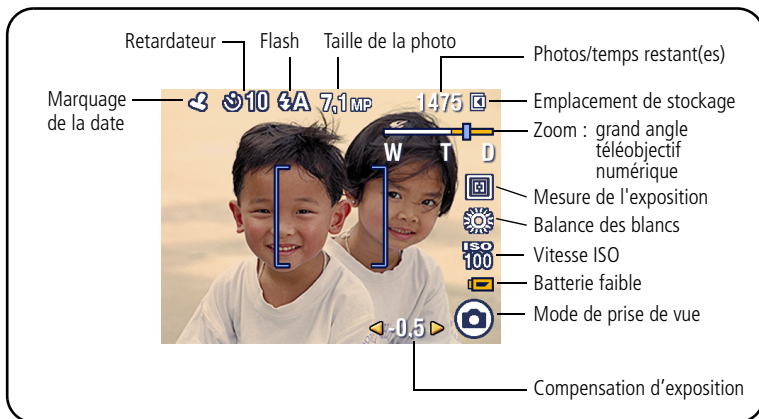 Retardateur
Flash
Taille de la photo
Photos/temps restant(es)
Marquage
de la date
Emplacement de stockage
10
A
7,1 MP
1475
Zoom : grand angle
téléobjectif
numérique
W T D
Mesure de l'exposition
Balance des blancs
ISO
100
Vitesse ISO
Batterie faible
Mode de prise de vue
-0,5
Compensation d'exposition